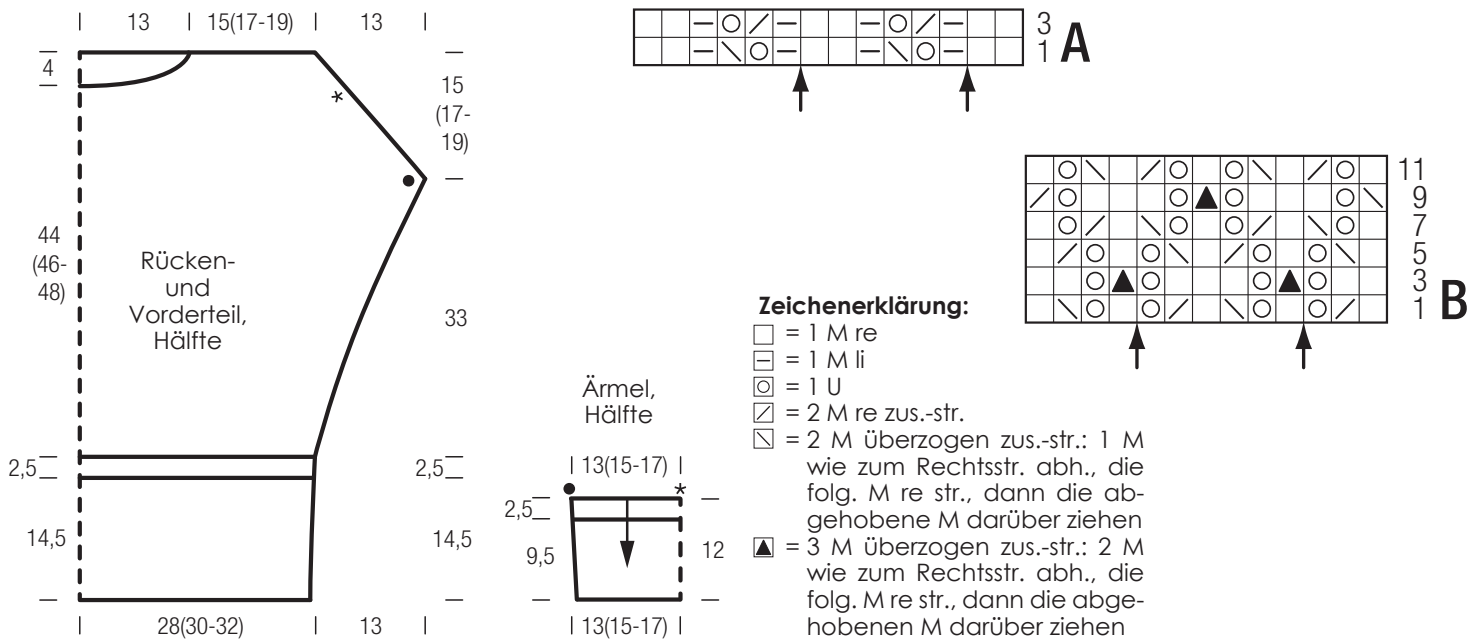 13 15(17-19) 13
4
15
(17-
19)
44
(46-
48)
Rücken-
und
Vorderteil,
Hälfte
33
2,5 2,5
14,5 14,5
28(30-32) 13
Ärmel,
Hälfte
13(15-17)
*
2,5
9,5
12
13(15-17)
*
3
1
A
11
9
7
5
3
1
B
Zeichenerklärung:
= 1 M re
= 1 M li
= 1 U
= 2 M re zus.-str.
= 2 M überzogen zus.-str.: 1 M
wie zum Rechtsstr. abh., die
folg. M re str., dann die ab-
gehobene M darüber ziehen
= 3 M überzogen zus.-str.: 2 M
wie zum Rechtsstr. abh., die
folg. M re str., dann die abge-
hobenen M darüber ziehen